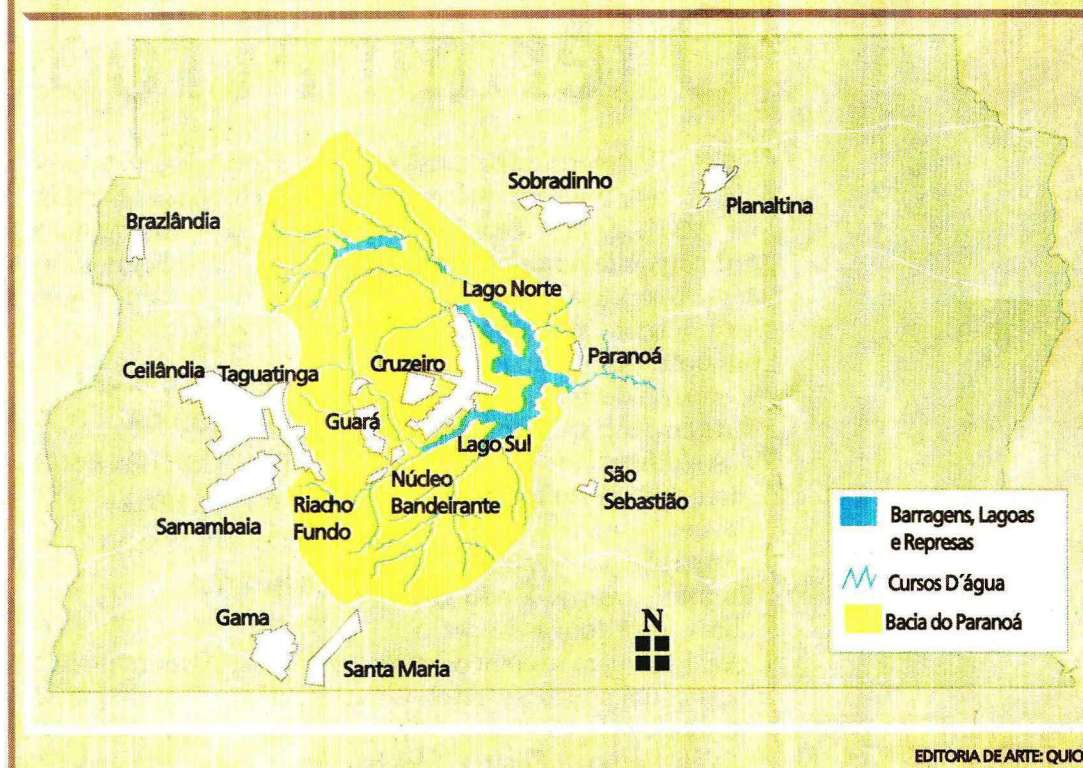 Sobradinho
Planaltina
Brazlândia
Lago Norte
Ceilândia
Taguatinga
Cruzeiro
Paranoá
Guará
Lago Sul
Núcleo
Bandeirante
São
Sebastião
Riacho
Fundo
Samambaia
Gama
Santa Maria
N
Barragens, Lagoas
e Represas
Cursos D´água
Bacia do Paranoá
EDITORIA DE ARTE: QUIC